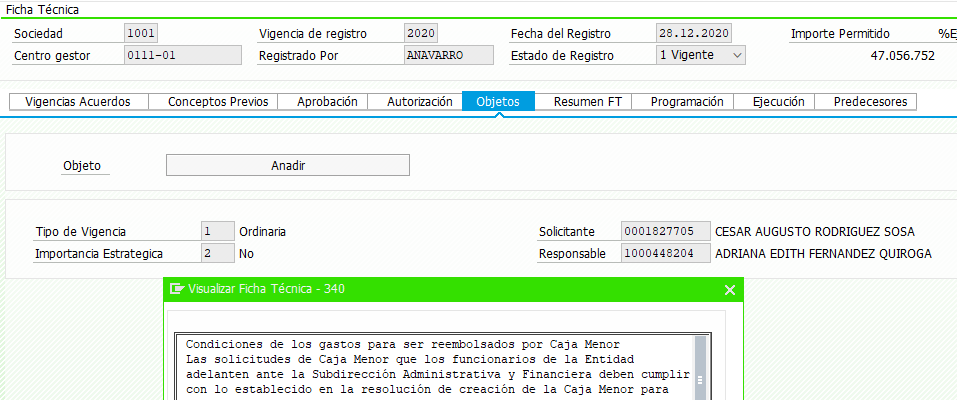 Ficha Técnica
Sociedad 1001 Vigencia de registro 2020 Fecha del Registro 28.12.2020 Importe Permitido %E
Centro gestor 0111-01 Registrado Por ANAVARRO Estado de Registro 1 Vigente 47.056.752
Vigencias Acuerdos Conceptos Previos Aprobación Autorización Objetos Resumen FT Programación Ejecución Predecesores
Objeto Anadir
Tipo de Vigencia 1 Ordinaria Solicitante 0001827705 CESAR AUGUSTO RODRIGUEZ SOSA
Importancia Estrategica 2 No Responsable 1000448204 ADRIANA EDITH FERNANDEZ QUIROGA
Visualizar Ficha Técnica - 340
Condiciones de los gastos para ser reembolsados por Caja Menor
Las solicitudes de Caja Menor que los funcionarios de la Entidad
adelanten ante la Subdirección Administrativa y Financiera deben cumplir
con lo establecido en la resolución de creación de la Caja Menor para